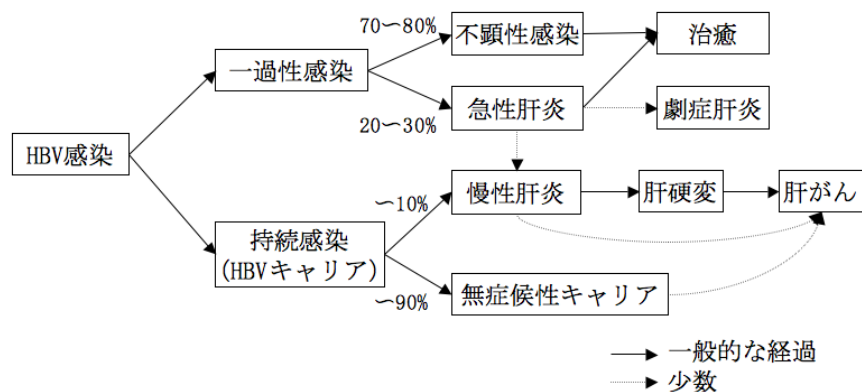 70～80%
不顕性感染
治癒
一過性感染
急性肝炎
劇症肝炎
20～30%
HBV感染
慢性肝炎
肝硬変
肝がん
～10%
持続感染
(HBVキャリア)
無症候性キャリア
～90%
一般的な経過
少数